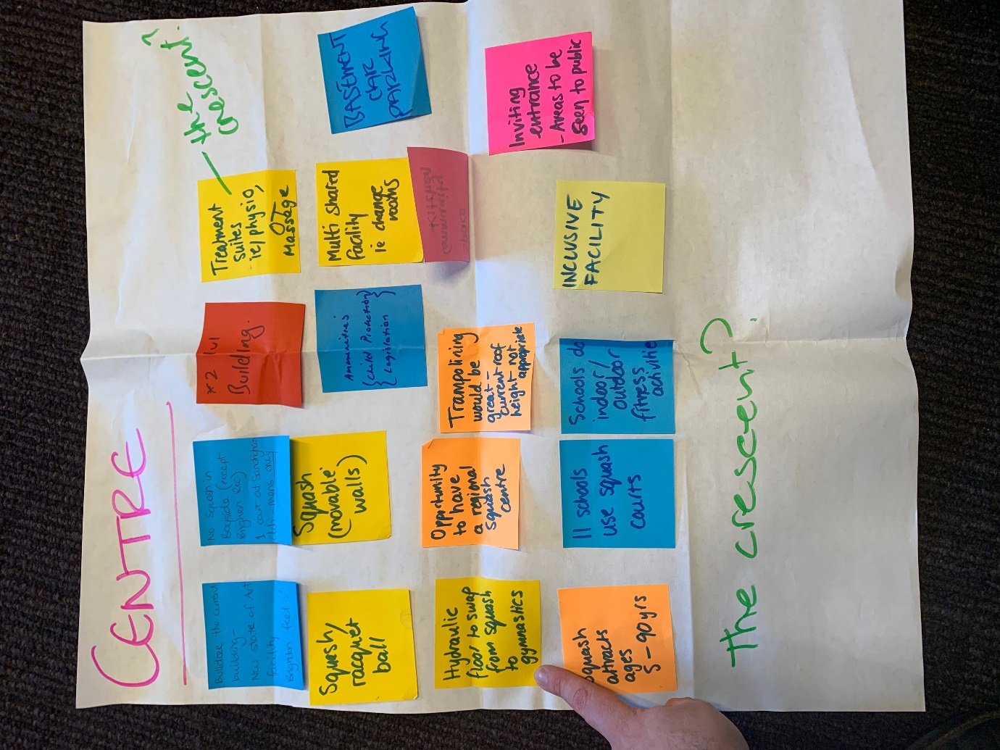 CENTRE
Bulldoze the current
building -
New state of Art
facility
Brighton feel!
No Squash in
Bayside (except
Brighton Rec)
1 court at Sandringham
club - mens only
* 2 lvl
Building.
Treatment
suites
ie/physio,
OT
Massage
— the
crescent.
Squash/
racquet
ball
Squash
(movable
walls)
{Child Protection}
{Legislation
Multi Shared
facility
ie change
rooms
BASEMENT
CAR
PARKING
*Kitchen
community
space
Hydraulic
floor to swap
from squash
to
gymnastics
Opportunity
to have
a regional
squash
centre
Trampolining
would be
great -
current roof
height not
appropriate
Inviting
entrance
- Areas to be
seen to public
squash
attracts
ages
5 - 90yrs
11 schools
use squash
courts
Schools do
indoor/
outdoor
fitness
activitie
INCLUSIVE
FACILITY
The crescent?